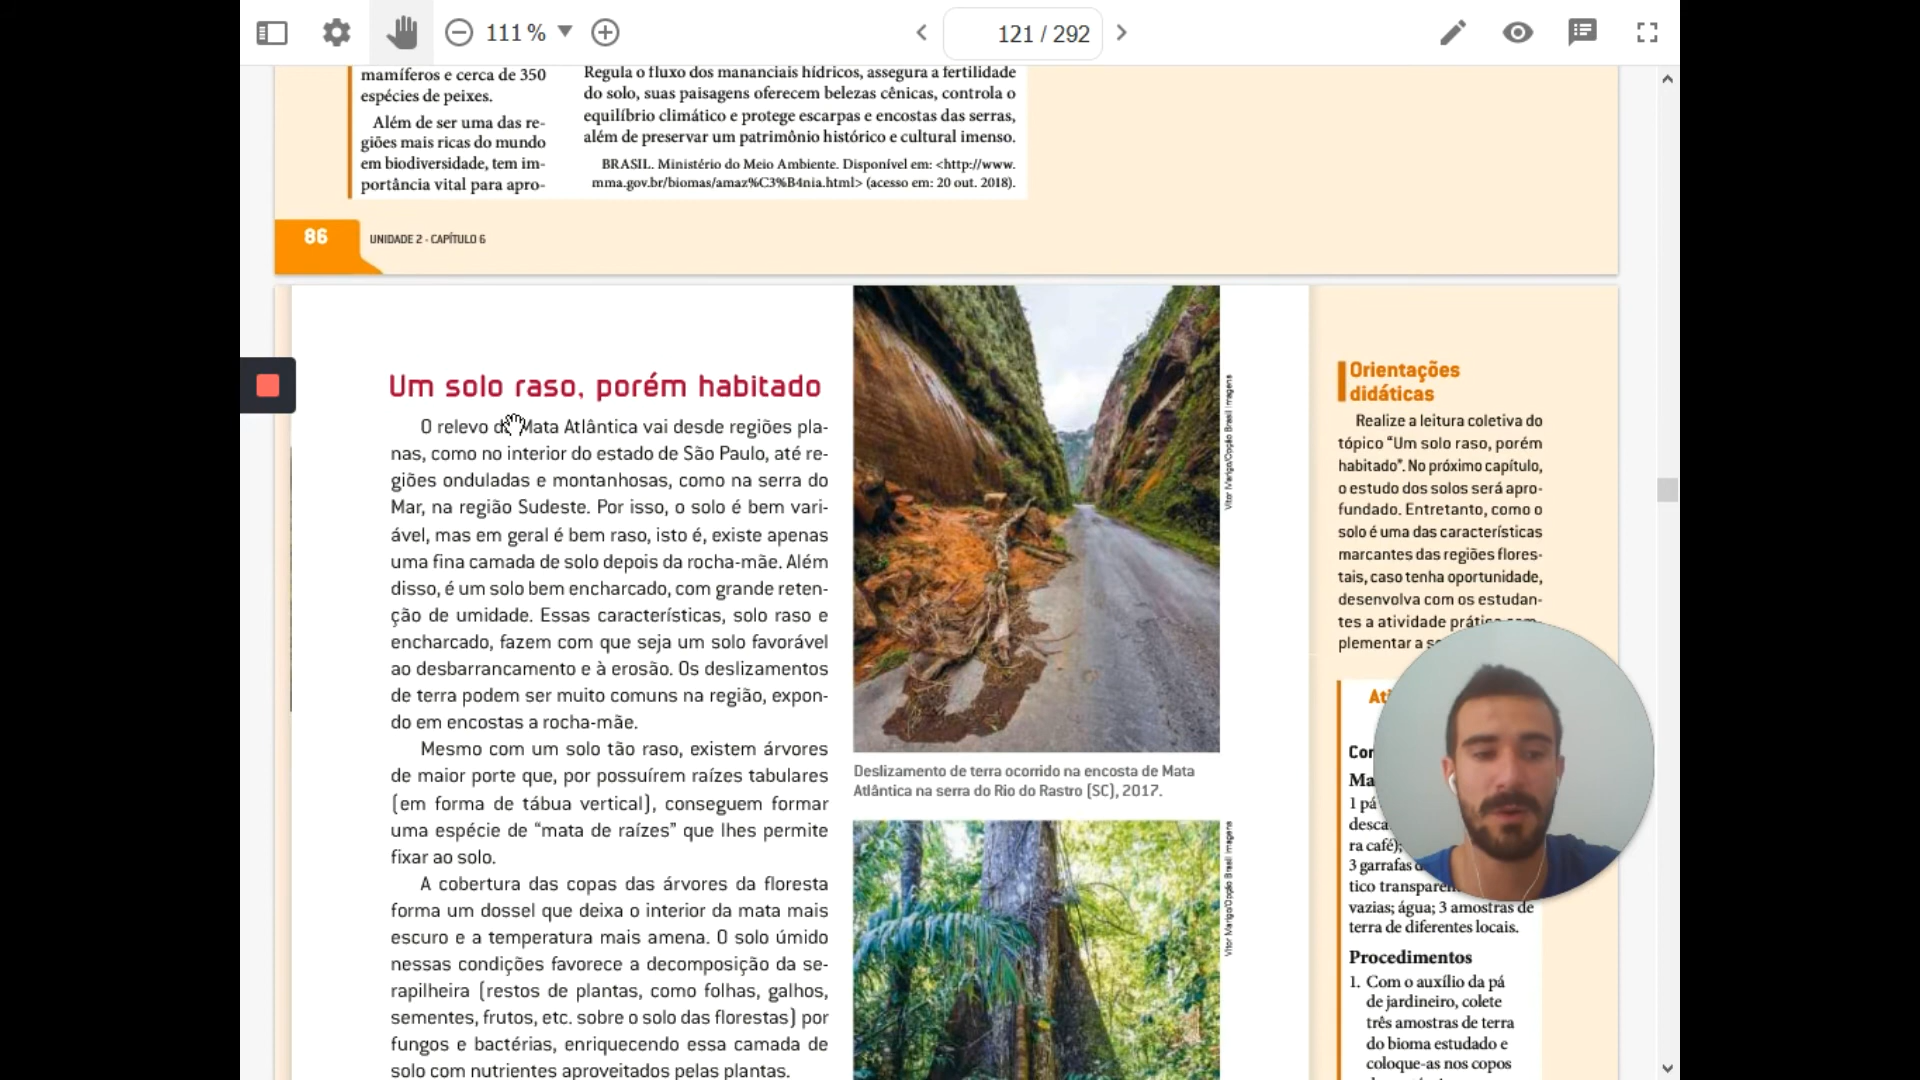 111 %
121 / 292
mamíferos e cerca de 350
espécies de peixes.
Além de ser uma das re-
giões mais ricas do mundo
em biodiversidade, tem im-
portância vital para apro-
Regula o fluxo dos mananciais hídricos, assegura a fertilidade
do solo, suas paisagens oferecem belezas cênicas, controla o
equilíbrio climático e protege escarpas e encostas das serras,
além de preservar um patrimônio histórico e cultural imenso.
BRASIL. Ministério do Meio Ambiente. Disponível em: <http://www.
mma.gov.br/biomas/amaz%C3%B4nia.html> (acesso em: 20 out. 2018).
86
UNIDADE 2 - CAPÍTULO 6
Um solo raso, porém habitado
O relevo da Mata Atlântica vai desde regiões pla-
nas, como no interior do estado de São Paulo, até re-
giões onduladas e montanhosas, como na serra do
Mar, na região Sudeste. Por isso, o solo é bem vari-
ável, mas em geral é bem raso, isto é, existe apenas
uma fina camada de solo depois da rocha-mãe. Além
disso, é um solo bem encharcado, com grande reten-
ção de umidade. Essas características, solo raso e
encharcado, fazem com que seja um solo favorável
ao desbarrancamento e à erosão. Os deslizamentos
de terra podem ser muito comuns na região, expon-
do em encostas a rocha-mãe.
Mesmo com um solo tão raso, existem árvores
de maior porte que, por possuírem raízes tabulares
(em forma de tábua vertical), conseguem formar
uma espécie de “mata de raízes” que lhes permite
fixar ao solo.
A cobertura das copas das árvores da floresta
forma um dossel que deixa o interior da mata mais
escuro e a temperatura mais amena. O solo úmido
nessas condições favorece a decomposição da se-
rapilheira (restos de plantas, como folhas, galhos,
sementes, frutos, etc. sobre o solo das florestas) por
fungos e bactérias, enriquecendo essa camada de
solo com nutrientes aproveitados pelas plantas.
Vitor Marigo/Opção Brasil Imagens
Deslizamento de terra ocorrido na encosta de Mata
Atlântica na serra do Rio do Rastro (SC), 2017.
Vitor Marigo/Opção Brasil Imagens
Orientações
didáticas
Realize a leitura coletiva do
tópico “Um solo raso, porém
habitado”. No próximo capítulo,
o estudo dos solos será apro-
fundado. Entretanto, como o
solo é uma das características
marcantes das regiões flores-
tais, caso tenha oportunidade,
desenvolva com os estudan-
tes a atividade prática com-
plementar a
1 pá
desca
ra café);
3 garrafas
tico transparen
vazias; água; 3 amostras de
terra de diferentes locais.
Procedimentos
1. Com o auxílio da pá
de jardineiro, colete
três amostras de terra
do bioma estudado e
coloque-as nos copos